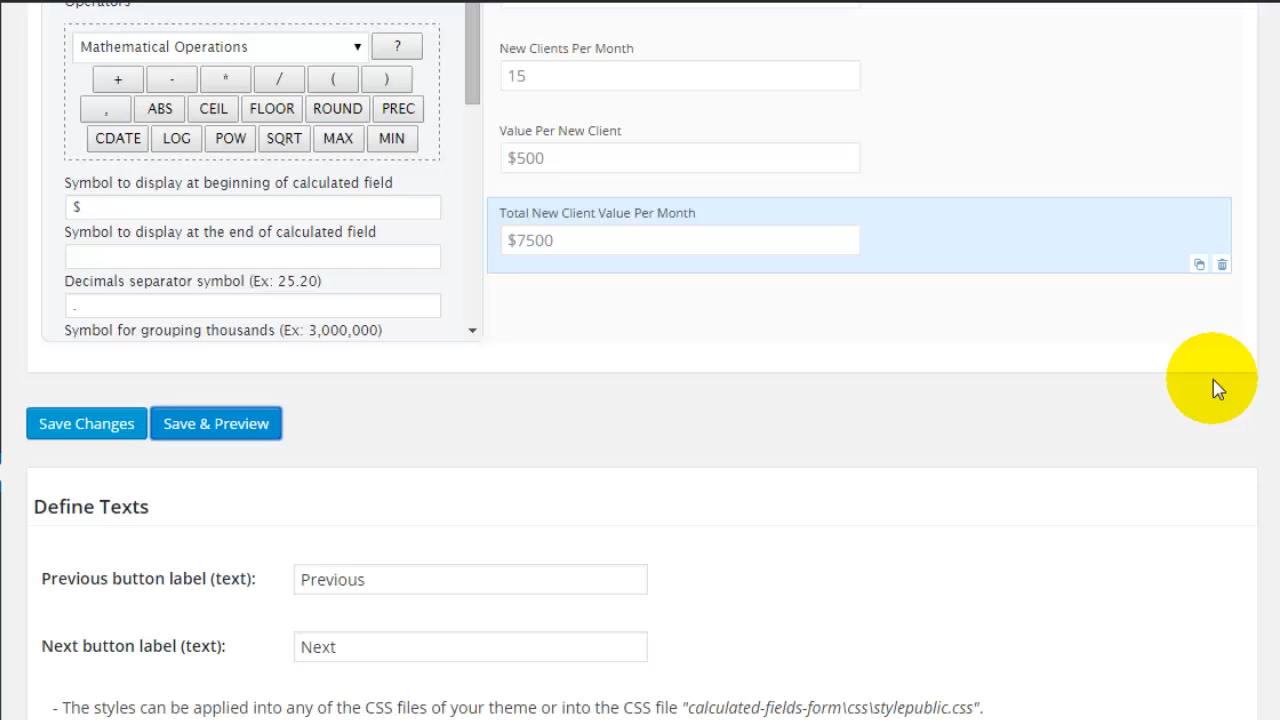 Operators
Mathematical Operations ?
+ - * / ( )
, ABS CEIL FLOOR ROUND PREC
CDATE LOG POW SQRT MAX MIN
Symbol to display at beginning of calculated field
$
Symbol to display at the end of calculated field
Decimals separator symbol (Ex: 25.20)
.
Symbol for grouping thousands (Ex: 3,000,000)
New Clients Per Month
15
Value Per New Client
$500
Total New Client Value Per Month
$7500
Save Changes Save & Preview
Define Texts
Previous button label (text): Previous
Next button label (text): Next
- The styles can be applied into any of the CSS files of your theme or into the CSS file "calculated-fields-form\css\stylepublic.css".